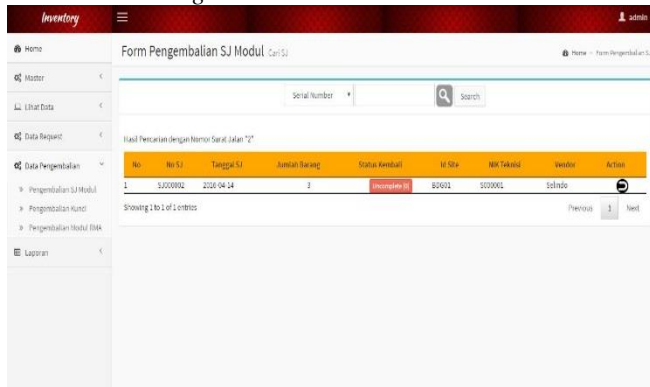 Inventory
admin
Home
Form Pengembalian SJ Modul Cari SJ
Home
Master
Lihat Data
Serial Number
Search
Data Request
Hasil Pencarian dengan Nomor Surat Jalan "2"
Data Pengembalian
No No SJ Tanggal SJ Jumlah Barang Status Kembali Id Site NIK Teknisi Vendor Action
1 SJ000002 2016-04-14 3 Uncomplete BDG01 S000001 Selindo
Pengembalian SJ Modul
Showing 1 to 1 of 1 entries
Previous 1 Next
Pengembalian Kunci
Pengembalian Modul RMA
Laporan